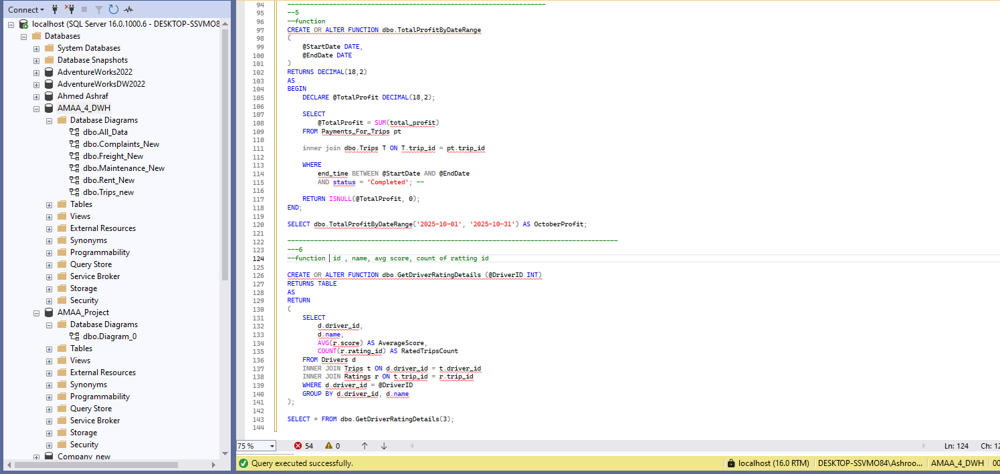 Connect
localhost (SQL Server 16.0.1000.6 - DESKTOP-SSVMO8
Databases
System Databases
Database Snapshots
AdventureWorks2022
AdventureWorksDW2022
Ahmed Ashraf
AMAA_4_DWH
Database Diagrams
dbo.All_Data
dbo.Complaints_New
dbo.Freight_New
dbo.Maintenance_New
dbo.Rent_New
dbo.Trips_new
Tables
Views
External Resources
Synonyms
Programmability
Query Store
Service Broker
Storage
Security
AMAA_Project
Database Diagrams
dbo.Diagram_0
Tables
Views
External Resources
Synonyms
Programmability
Query Store
Service Broker
Storage
Security
Company_new
94 --------------------------------------------------------------------
95 --5
96 --function
97 CREATE OR ALTER FUNCTION dbo.TotalProfitByDateRange
98 (
99 @StartDate DATE,
100 @EndDate DATE
101 )
102 RETURNS DECIMAL(18,2)
103 AS
104 BEGIN
105 DECLARE @TotalProfit DECIMAL(18,2);
106
107 SELECT
108 @TotalProfit = SUM(total_profit)
109 FROM Payments_For_Trips pt
110
111 inner join dbo.Trips T ON T.trip_id = pt.trip_id
112
113 WHERE
114 end_time BETWEEN @StartDate AND @EndDate
115 AND status = 'Completed'; --
116
117 RETURN ISNULL(@TotalProfit, 0);
118 END;
119
120 SELECT dbo.TotalProfitByDateRange('2025-10-01', '2025-10-31') AS OctoberProfit;
121
122 ---------------------------------------------------------------------------------------
123 ---6
124 --function id , name, avg score, count of ratting id
125
126 CREATE OR ALTER FUNCTION dbo.GetDriverRatingDetails (@DriverID INT)
127 RETURNS TABLE
128 AS
129 RETURN
130 (
131 SELECT
132 d.driver_id,
133 d.name,
134 AVG(r.score) AS AverageScore,
135 COUNT(r.rating_id) AS RatedTripsCount
136 FROM Drivers d
137 INNER JOIN Trips t ON d.driver_id = t.driver_id
138 INNER JOIN Ratings r ON t.trip_id = r.trip_id
139 WHERE d.driver_id = @DriverID
140 GROUP BY d.driver_id, d.name
141 );
142
143 SELECT * FROM dbo.GetDriverRatingDetails(3);
144
75 % 54 0 Ln: 124 Ch: 12
Query executed successfully. localhost (16.0 RTM) DESKTOP-SSVMO84\Ashroo... AMAA_4_DWH 00